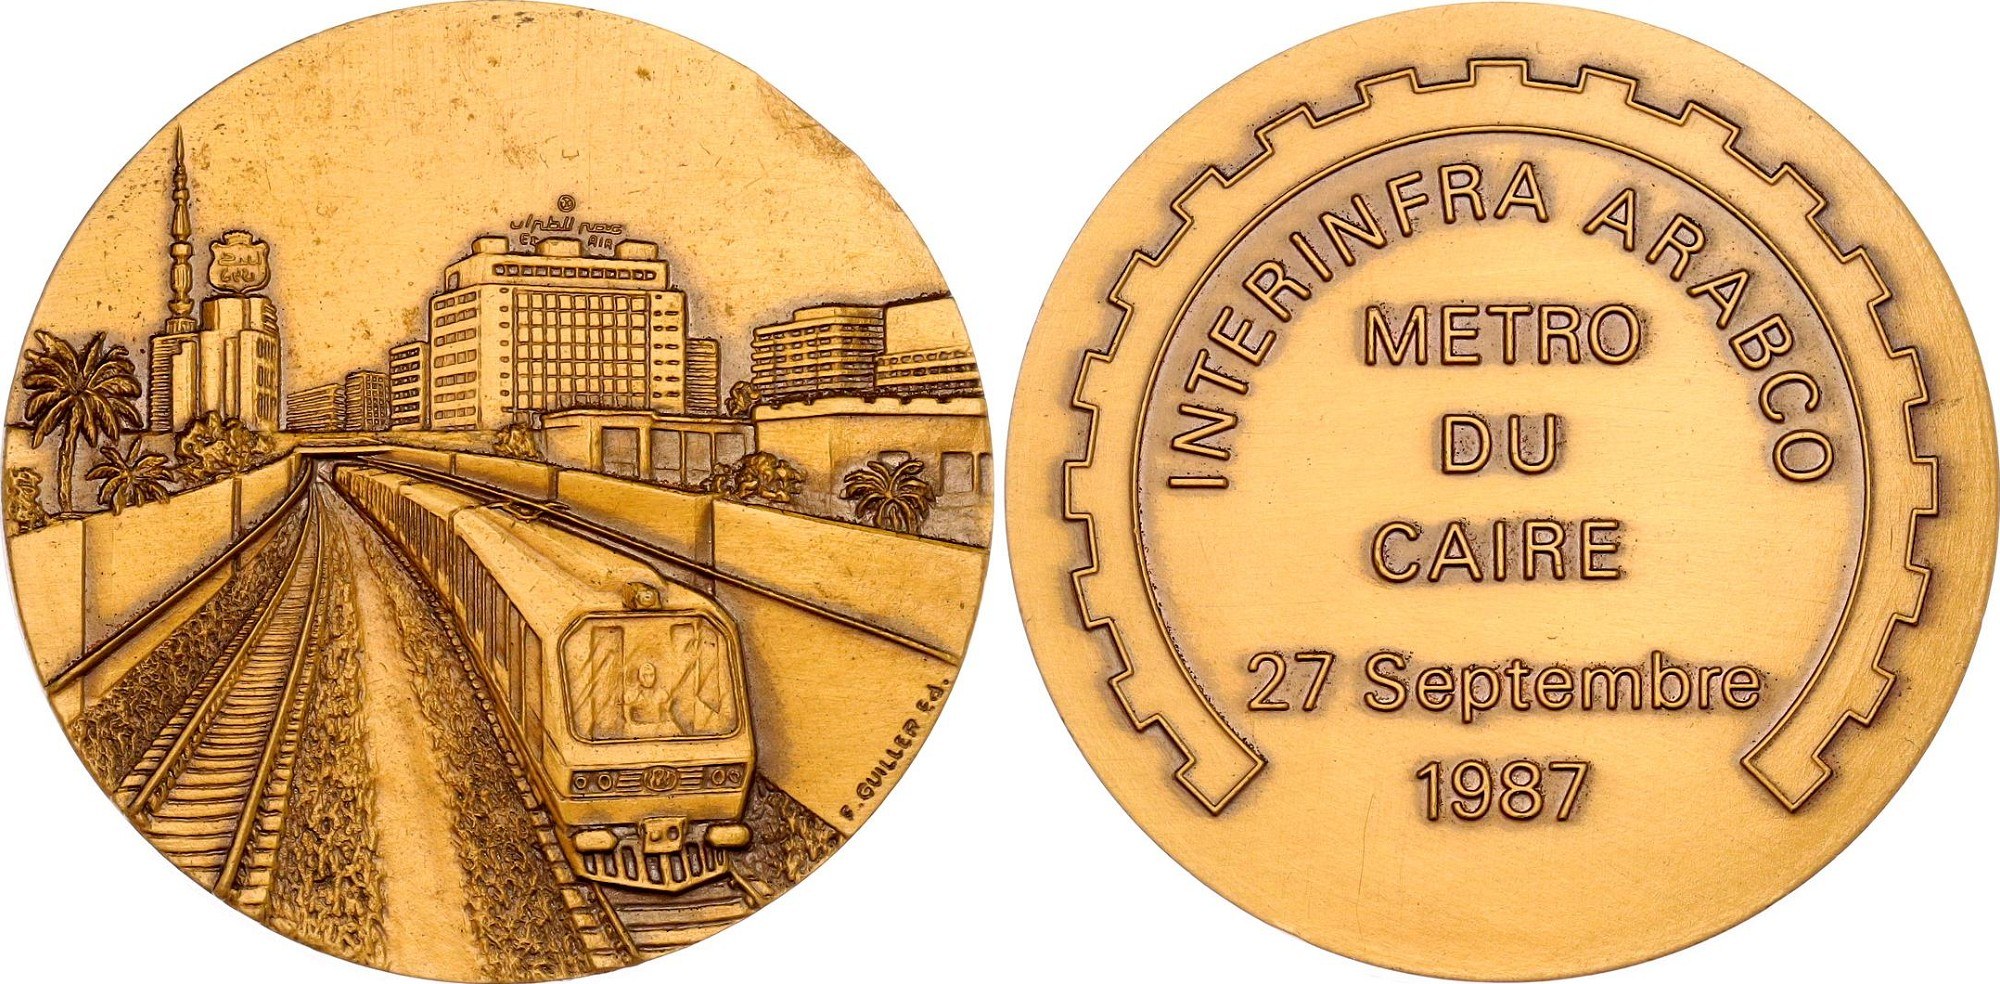 مصر للطيران
AIR
F. GUILLER Ed.
INTERINFRA ARABCO
METRO
DU
CAIRE
27 Septembre
1987